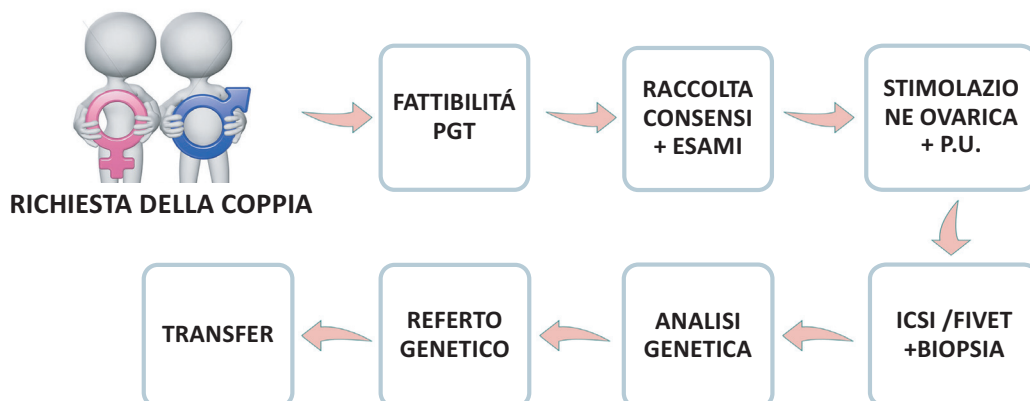 RICHIESTA DELLA COPPIA
FATTIBILITÁ
PGT
RACCOLTA
CONSENSI
+ ESAMI
STIMOLAZIO
NE OVARICA
+ P.U.
ICSI /FIVET
+BIOPSIA
ANALISI
GENETICA
REFERTO
GENETICO
TRANSFER